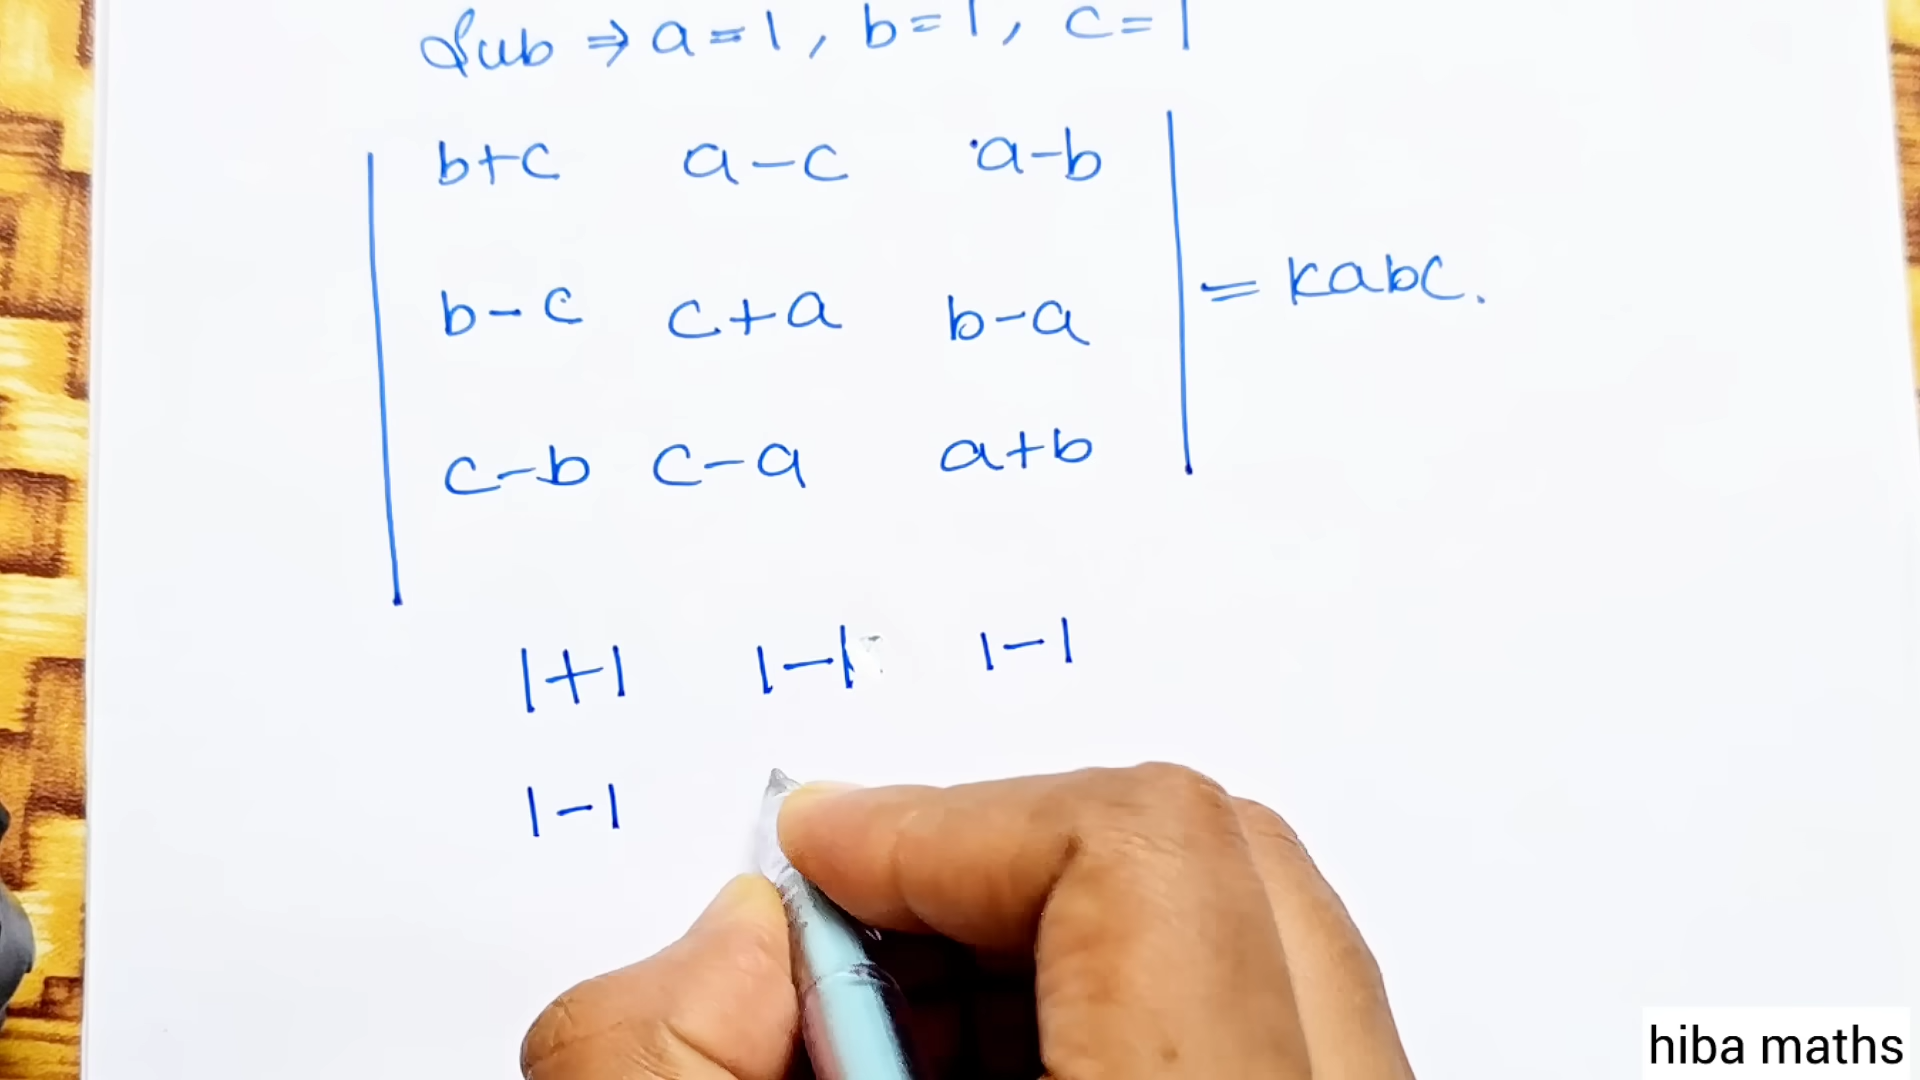 Sub ⇒ a=1, b=1, c=1
b+c a-c a-b
b-c c+a b-a = kabc.
c-b c-a a+b
1+1 1-1 1-1
1-1
hiba maths